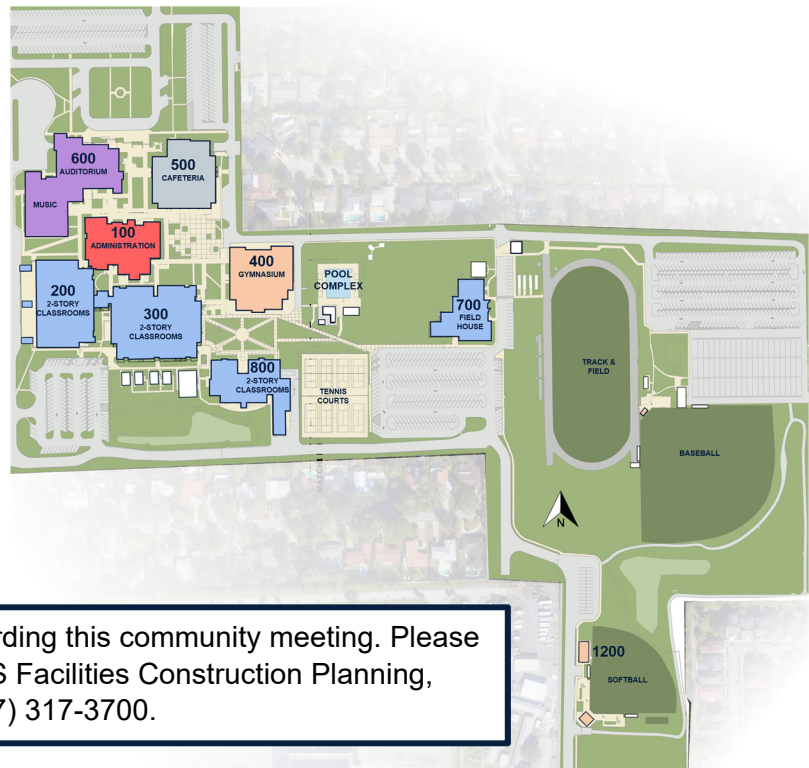 600
AUDITORIUM
500
CAFETERIA
MUSIC
100
ADMINISTRATION
400
GYMNASIUM
POOL
COMPLEX
200
2-STORY
CLASSROOMS
300
2-STORY
CLASSROOMS
700
FIELD
HOUSE
800
2-STORY
CLASSROOMS
TENNIS
COURTS
TRACK &
FIELD
BASEBALL
N
1200
SOFTBALL
rding this community meeting. Please
S Facilities Construction Planning,
7) 317-3700.